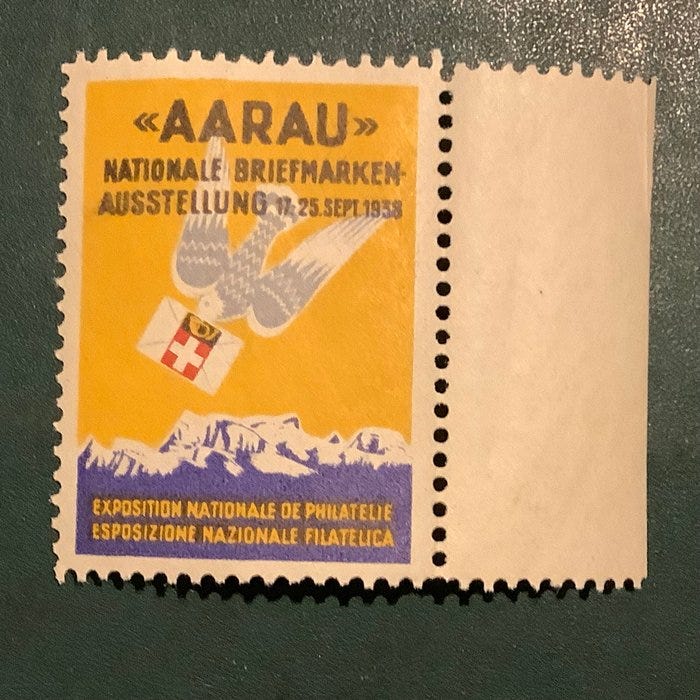 «AARAU»
NATIONALE BRIEFMARKEN-
AUSSTELLUNG 17-25.SEPT.1938
EXPOSITION NATIONALE DE PHILATELIE
ESPOSIZIONE NAZIONALE FILATELICA